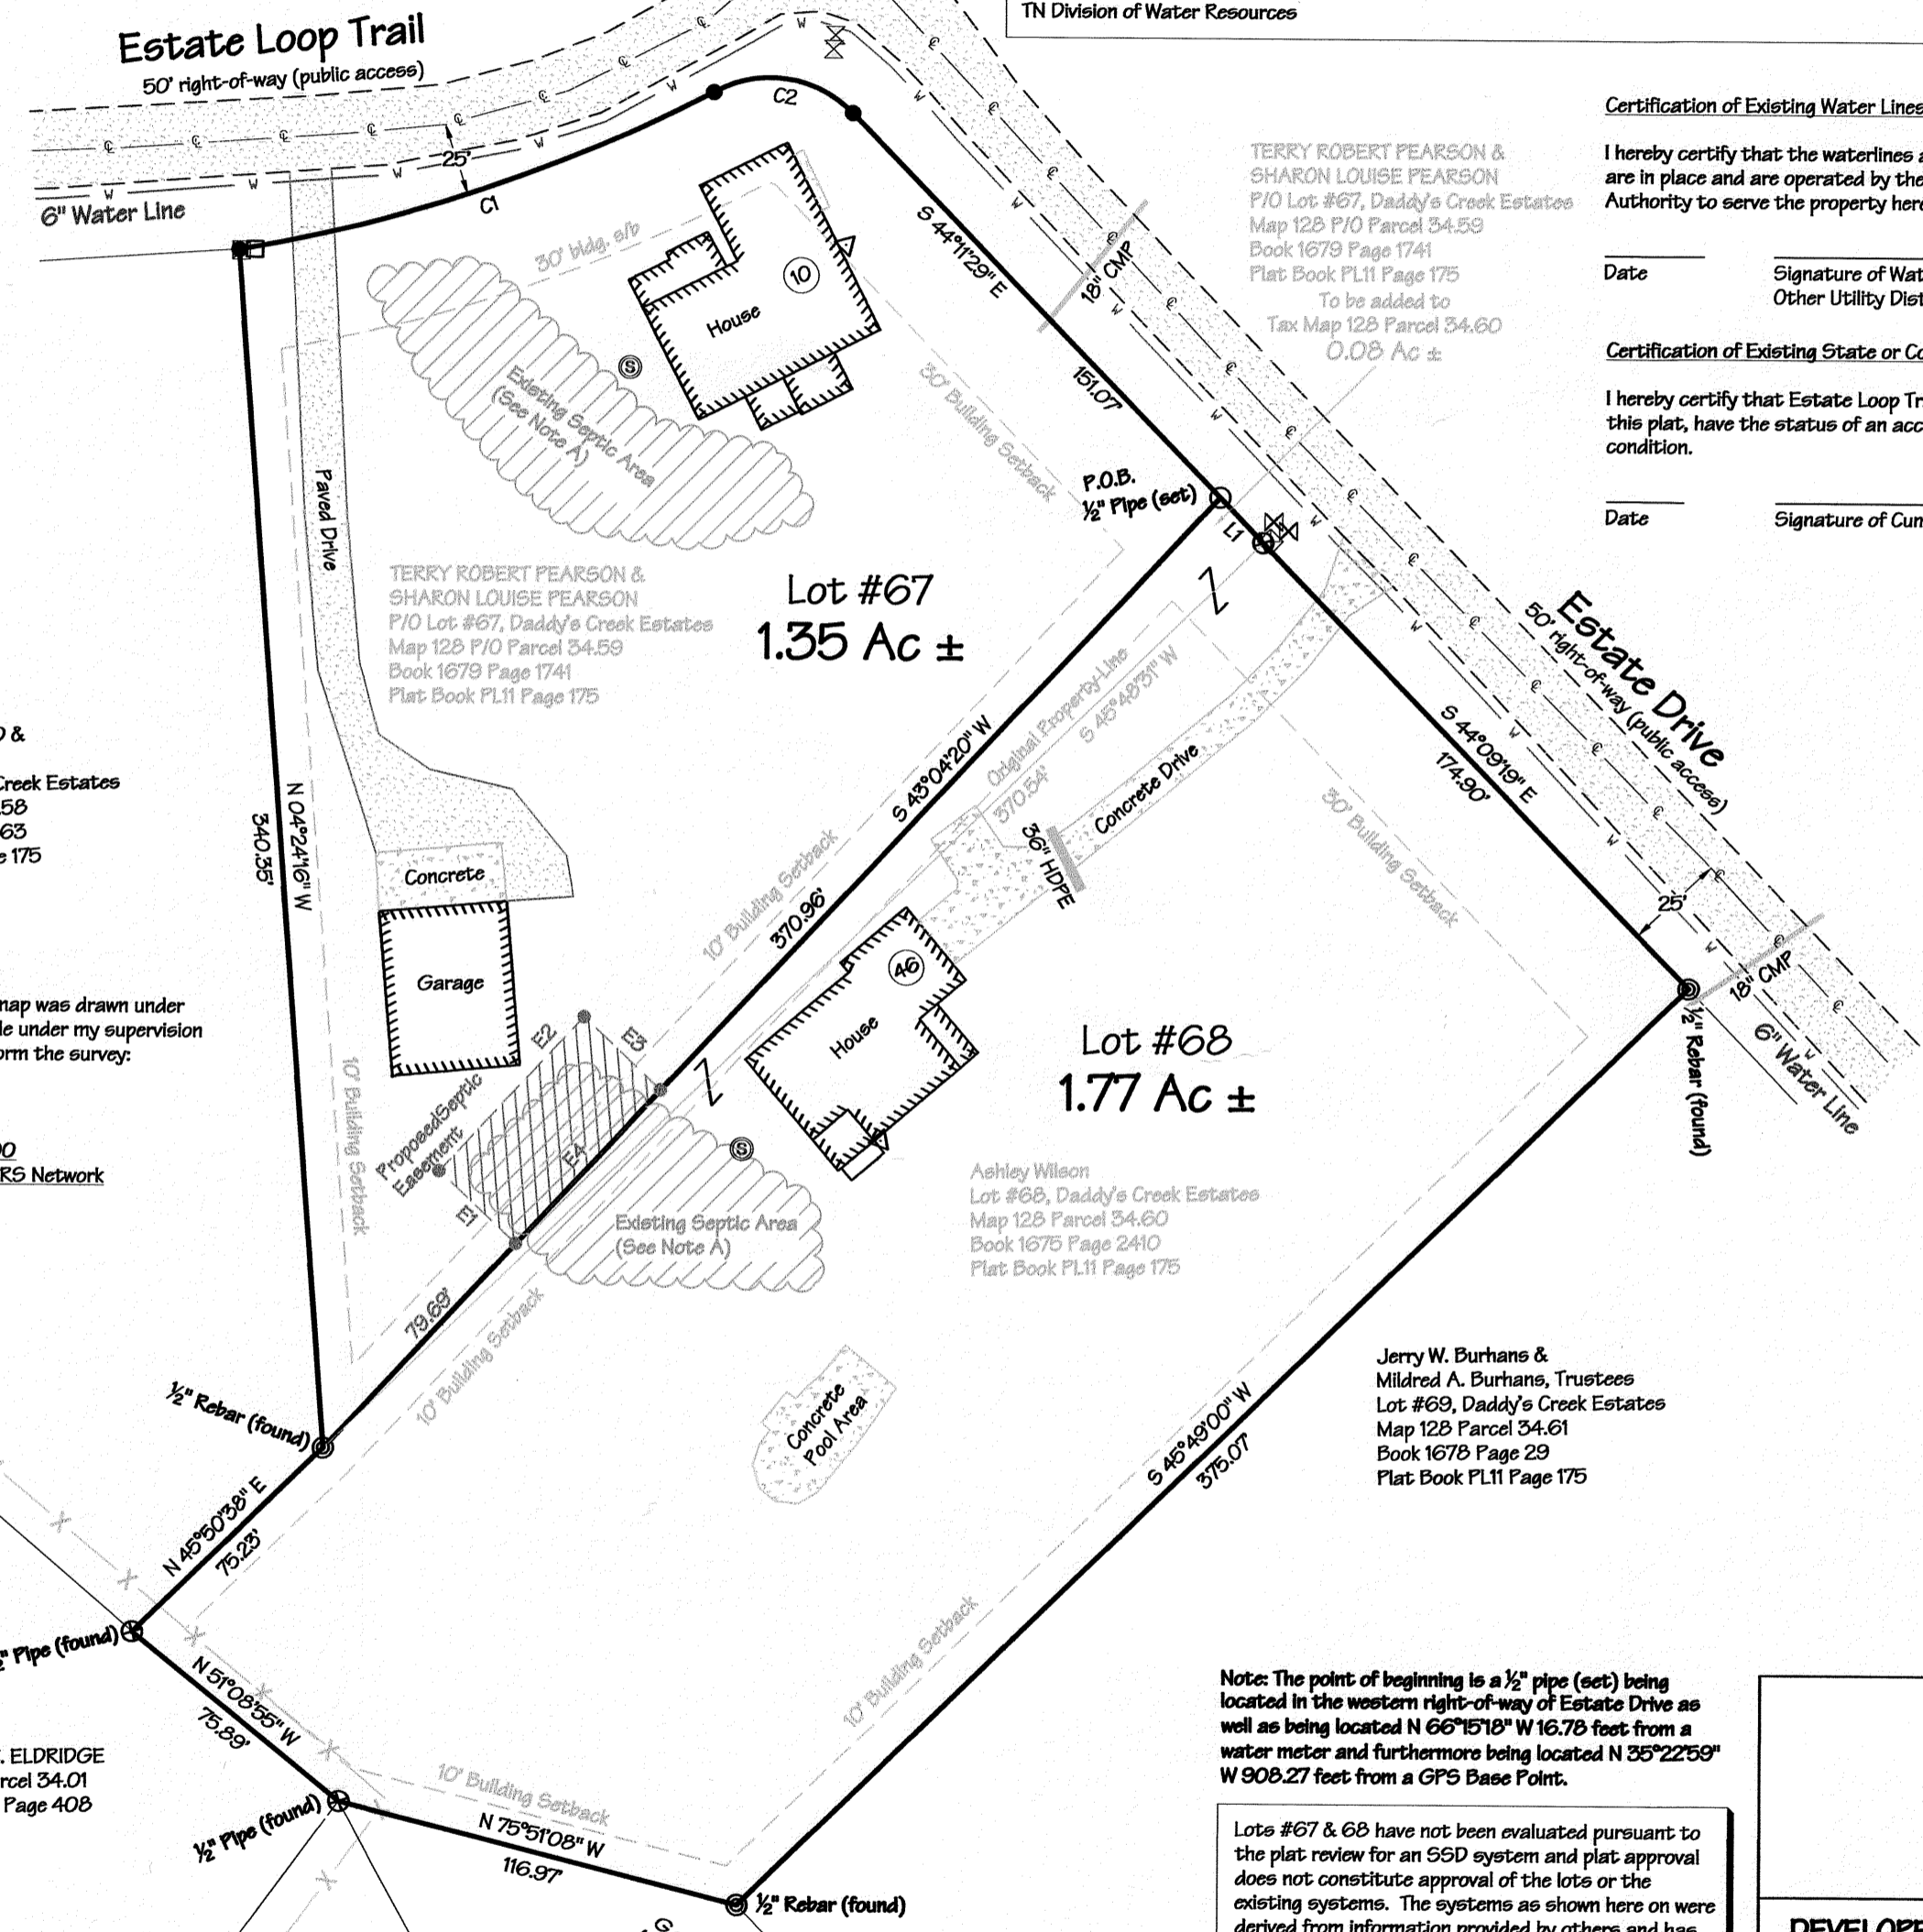 TN Division of Water Resources
Estate Loop Trail
50' right-of-way (public access)
25'
6" Water Line
C1
C2
30' bldg. s/b
10
House
S
Existing Septic Area
(See Note A)
Paved Drive
S 44°11'29" E
151.07'
18" CMP
30' Building Setback
P.O.B.
½" Pipe (set)
L1
TERRY ROBERT PEARSON &
SHARON LOUISE PEARSON
P/O Lot #67, Daddy's Creek Estates
Map 128 P/O Parcel 34.59
Book 1679 Page 1741
Plat Book PL11 Page 175
To be added to
Tax Map 128 Parcel 34.60
0.08 Ac ±
Certification of Existing Water Lines
I hereby certify that the waterlines
are in place and are operated by the
Authority to serve the property
Date
Signature of
Other Utility
Certification of Existing State or
I hereby certify that Estate Loop
this plat, have the status of an
condition.
Date
Signature of
TERRY ROBERT PEARSON &
SHARON LOUISE PEARSON
P/O Lot #67, Daddy's Creek Estates
Map 128 P/O Parcel 34.59
Book 1679 Page 1741
Plat Book PL11 Page 175
Lot #67
1.35 Ac ±
Estate Drive
50' right-of-way (public access)
S 44°09'19" E
174.90'
25'
18" CMP
6" Water Line
½" Rebar (found)
N 04°24'16" W
340.35'
S 43°04'20" W
370.96'
Original Property Line
S 45°48'31" W
370.54'
10' Building Setback
Concrete Drive
36" HDPE
30' Building Setback
Concrete
Garage
46
House
Lot #68
1.77 Ac ±
Ashley Wilson
Lot #68, Daddy's Creek Estates
Map 128 Parcel 34.60
Book 1675 Page 2410
Plat Book PL11 Page 175
&
Creek Estates
58
63
175
map was drawn under
under my supervision
the survey:
RS Network
10' Building Setback
Proposed Septic
Easement
E1
E2
E3
E4
S
Existing Septic Area
(See Note A)
79.69'
10' Building Setback
Concrete
Pool Area
½" Rebar (found)
N 45°50'38" E
75.23'
Pipe (found)
N 51°08'55" W
75.89'
ELDRIDGE
34.01
Page 408
½" Pipe (found)
10' Building Setback
N 75°51'08" W
116.97'
½" Rebar (found)
10' Building Setback
S 45°49'00" W
375.07'
Jerry W. Burhans &
Mildred A. Burhans, Trustees
Lot #69, Daddy's Creek Estates
Map 128 Parcel 34.61
Book 1678 Page 29
Plat Book PL11 Page 175
Note: The point of beginning is a ½" pipe (set) being
located in the western right-of-way of Estate Drive as
well as being located N 66°15'18" W 16.78 feet from a
water meter and furthermore being located N 35°22'59"
W 908.27 feet from a GPS Base Point.
Lots #67 & 68 have not been evaluated pursuant to
the plat review for an SSD system and plat approval
does not constitute approval of the lots or the
existing systems. The systems as shown here on were
derived from information provided by others and has